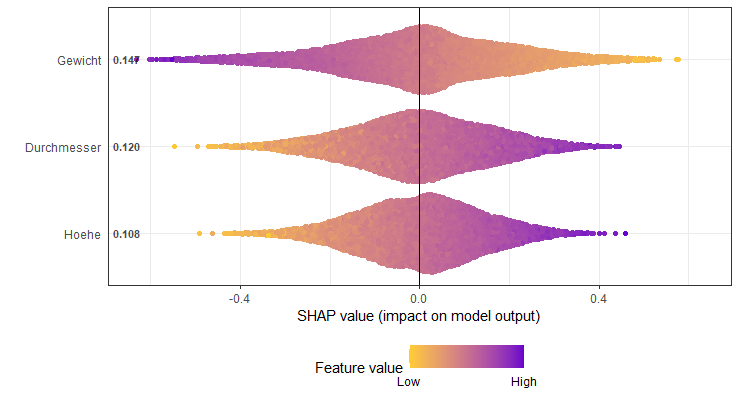 Gewicht 0.147
Durchmesser 0.120
Hoehe 0.108
-0.4 0.0 0.4
SHAP value (impact on model output)
Feature value
Low High